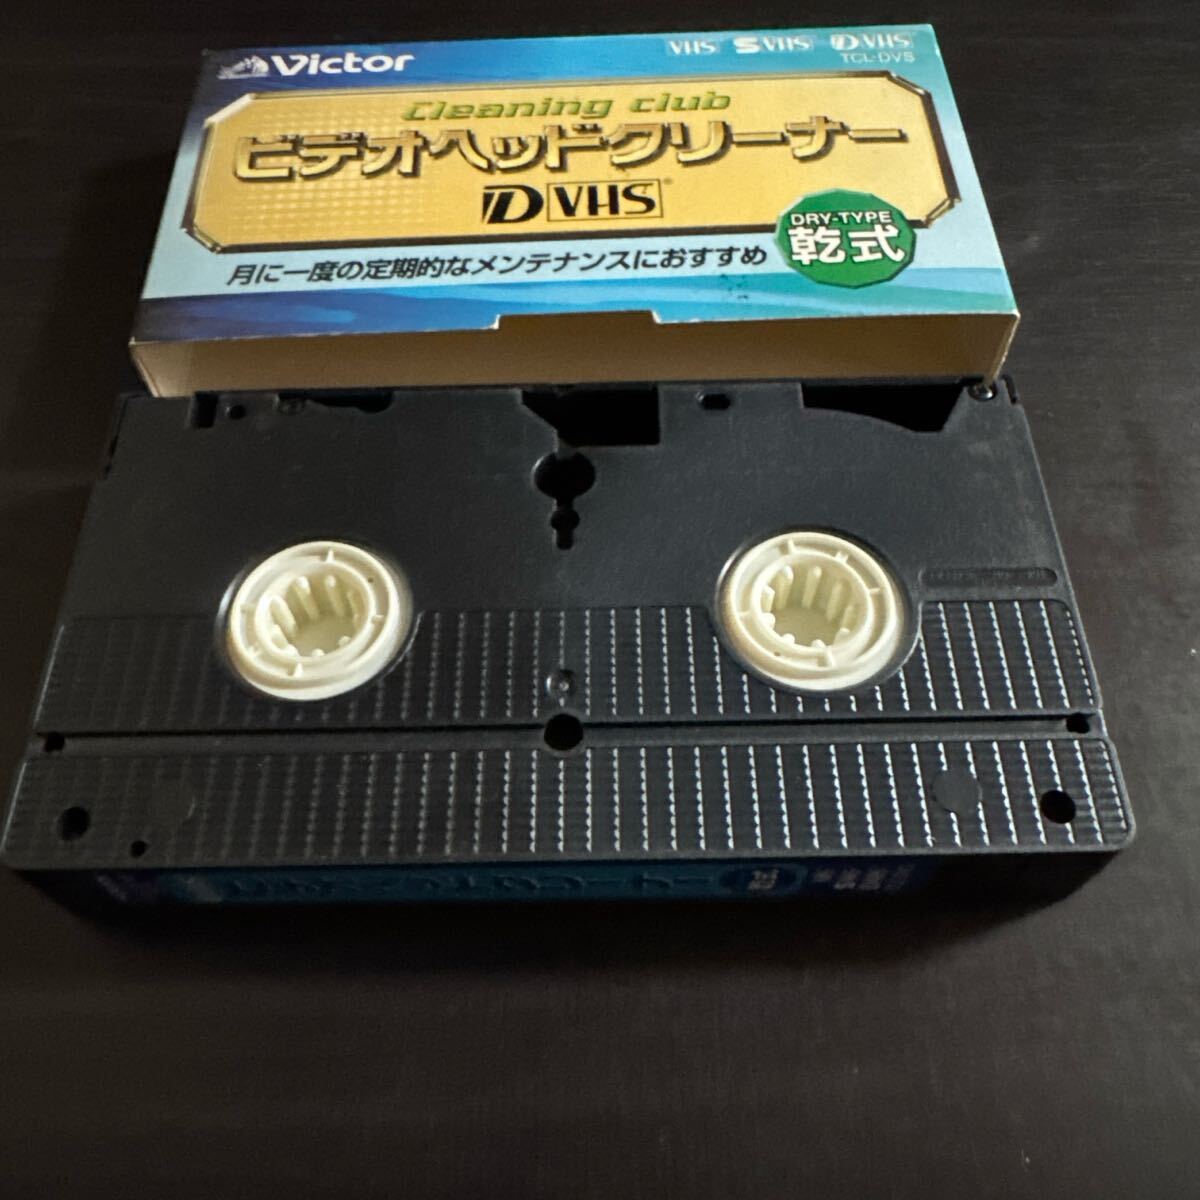 Victor
VHS S VHS D-VHS
TCL-DVS
Cleaning club
ビデオヘッドクリーナー
D VHS®
DRY-TYPE
乾式
月に一度の定期的なメンテナンスにおすすめ